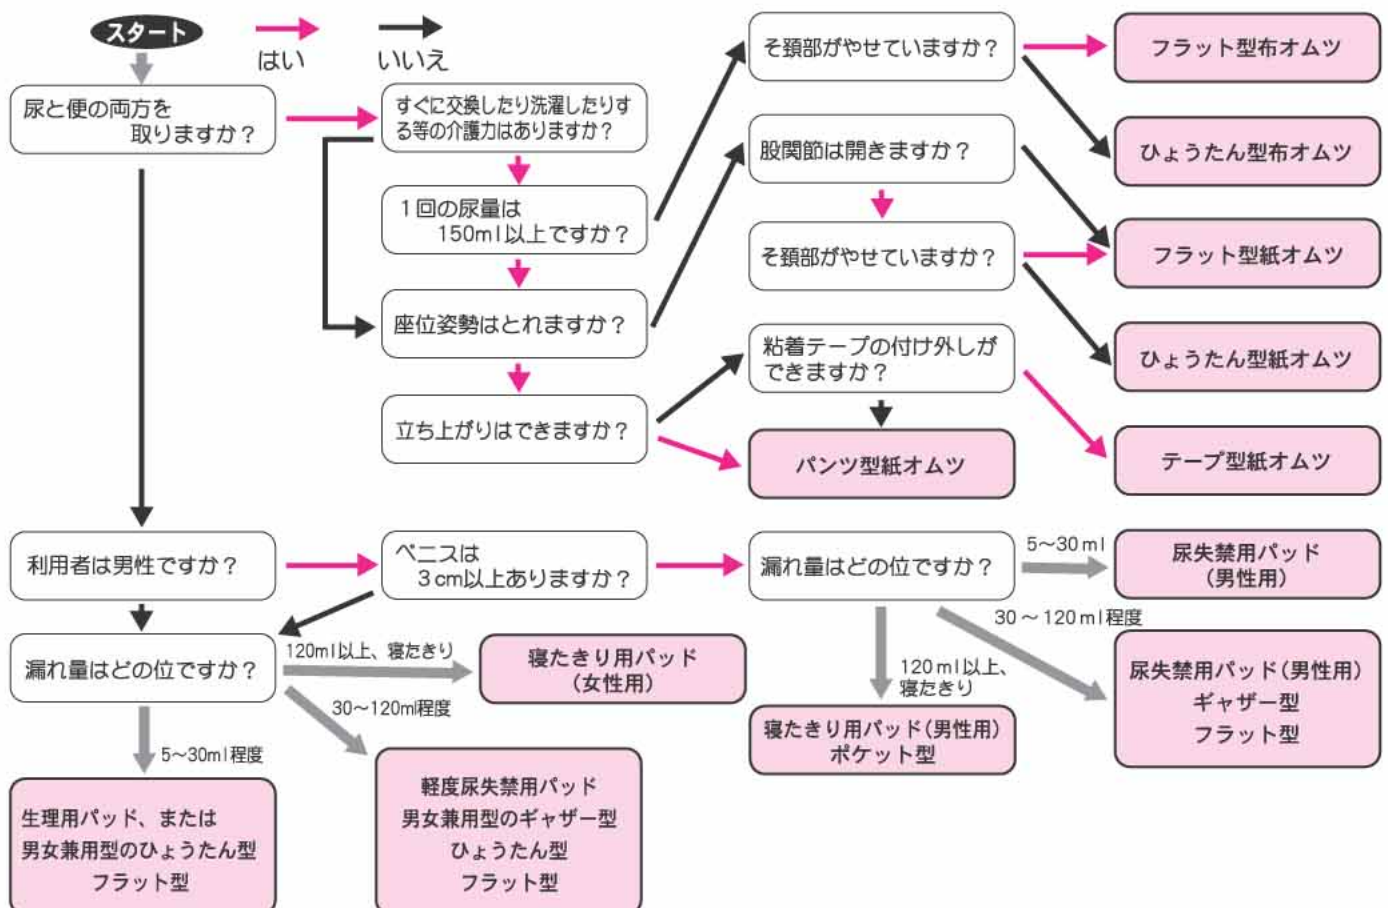 スタート
はい
いいえ
尿と便の両方を
取りますか？
すぐに交換したり洗濯したりす
る等の介護力はありますか？
1回の尿量は
150ml以上ですか？
座位姿勢はとれますか？
立ち上がりはできますか？
そ頚部がやせていますか？
股関節は開きますか？
そ頚部がやせていますか？
粘着テープの付け外しが
できますか？
パンツ型紙オムツ
フラット型布オムツ
ひょうたん型布オムツ
フラット型紙オムツ
ひょうたん型紙オムツ
テープ型紙オムツ
利用者は男性ですか？
ペニスは
3cm以上ありますか？
漏れ量はどの位ですか？
5～30ml
尿失禁用パッド
(男性用)
30～120ml程度
尿失禁用パッド(男性用)
ギャザー型
フラット型
120ml以上、
寝たきり
寝たきり用パッド(男性用)
ポケット型
漏れ量はどの位ですか？
120ml以上、寝たきり
寝たきり用パッド
(女性用)
30～120ml程度
軽度尿失禁用パッド
男女兼用型のギャザー型
ひょうたん型
フラット型
5～30ml程度
生理用パッド、または
男女兼用型のひょうたん型
フラット型